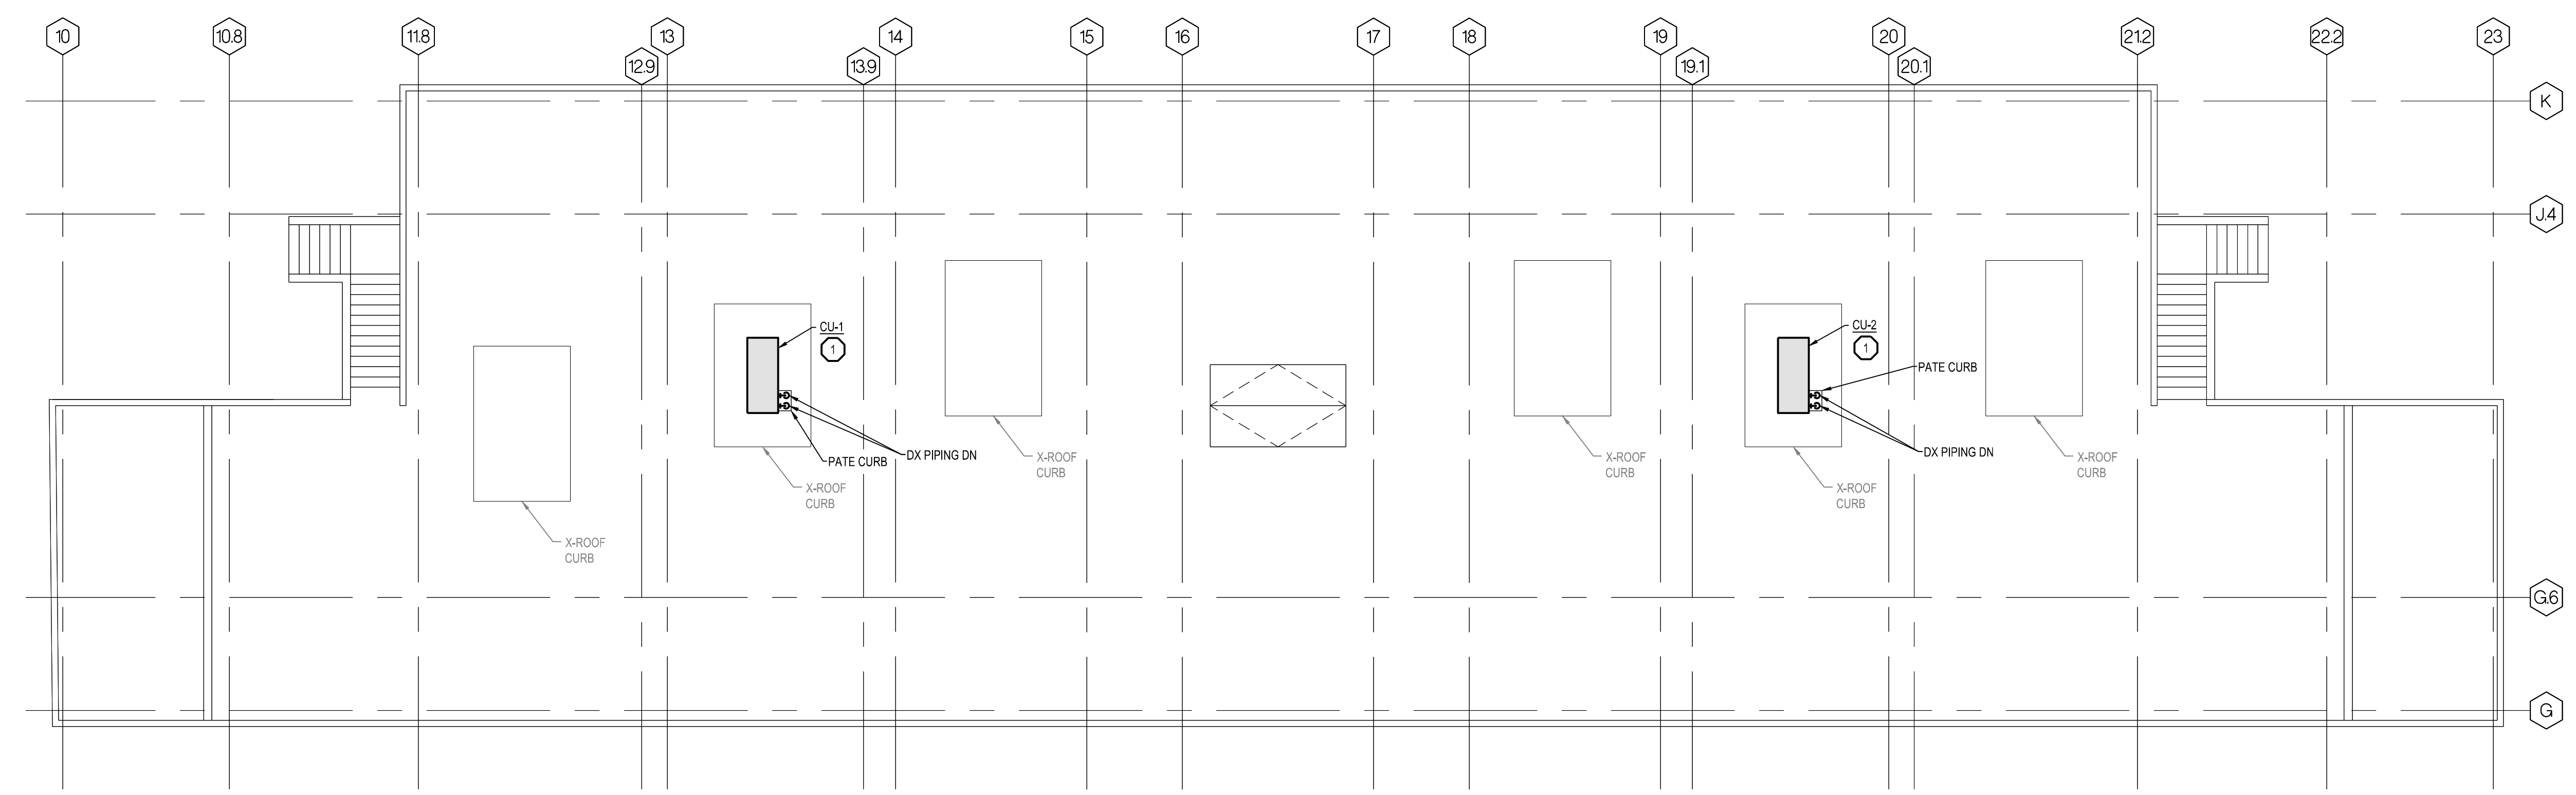 10
10.8
11.8
13
14
15
16
17
18
19
20
21.2
22.2
23
12.9
13.9
19.1
20.1
K
J.4
CU-1
1
CU-2
1
PATE CURB
DX PIPING DN
PATE CURB
X-ROOF
CURB
X-ROOF
CURB
X-ROOF
CURB
DX PIPING DN
X-ROOF
CURB
X-ROOF
CURB
X-ROOF
CURB
G.6
G